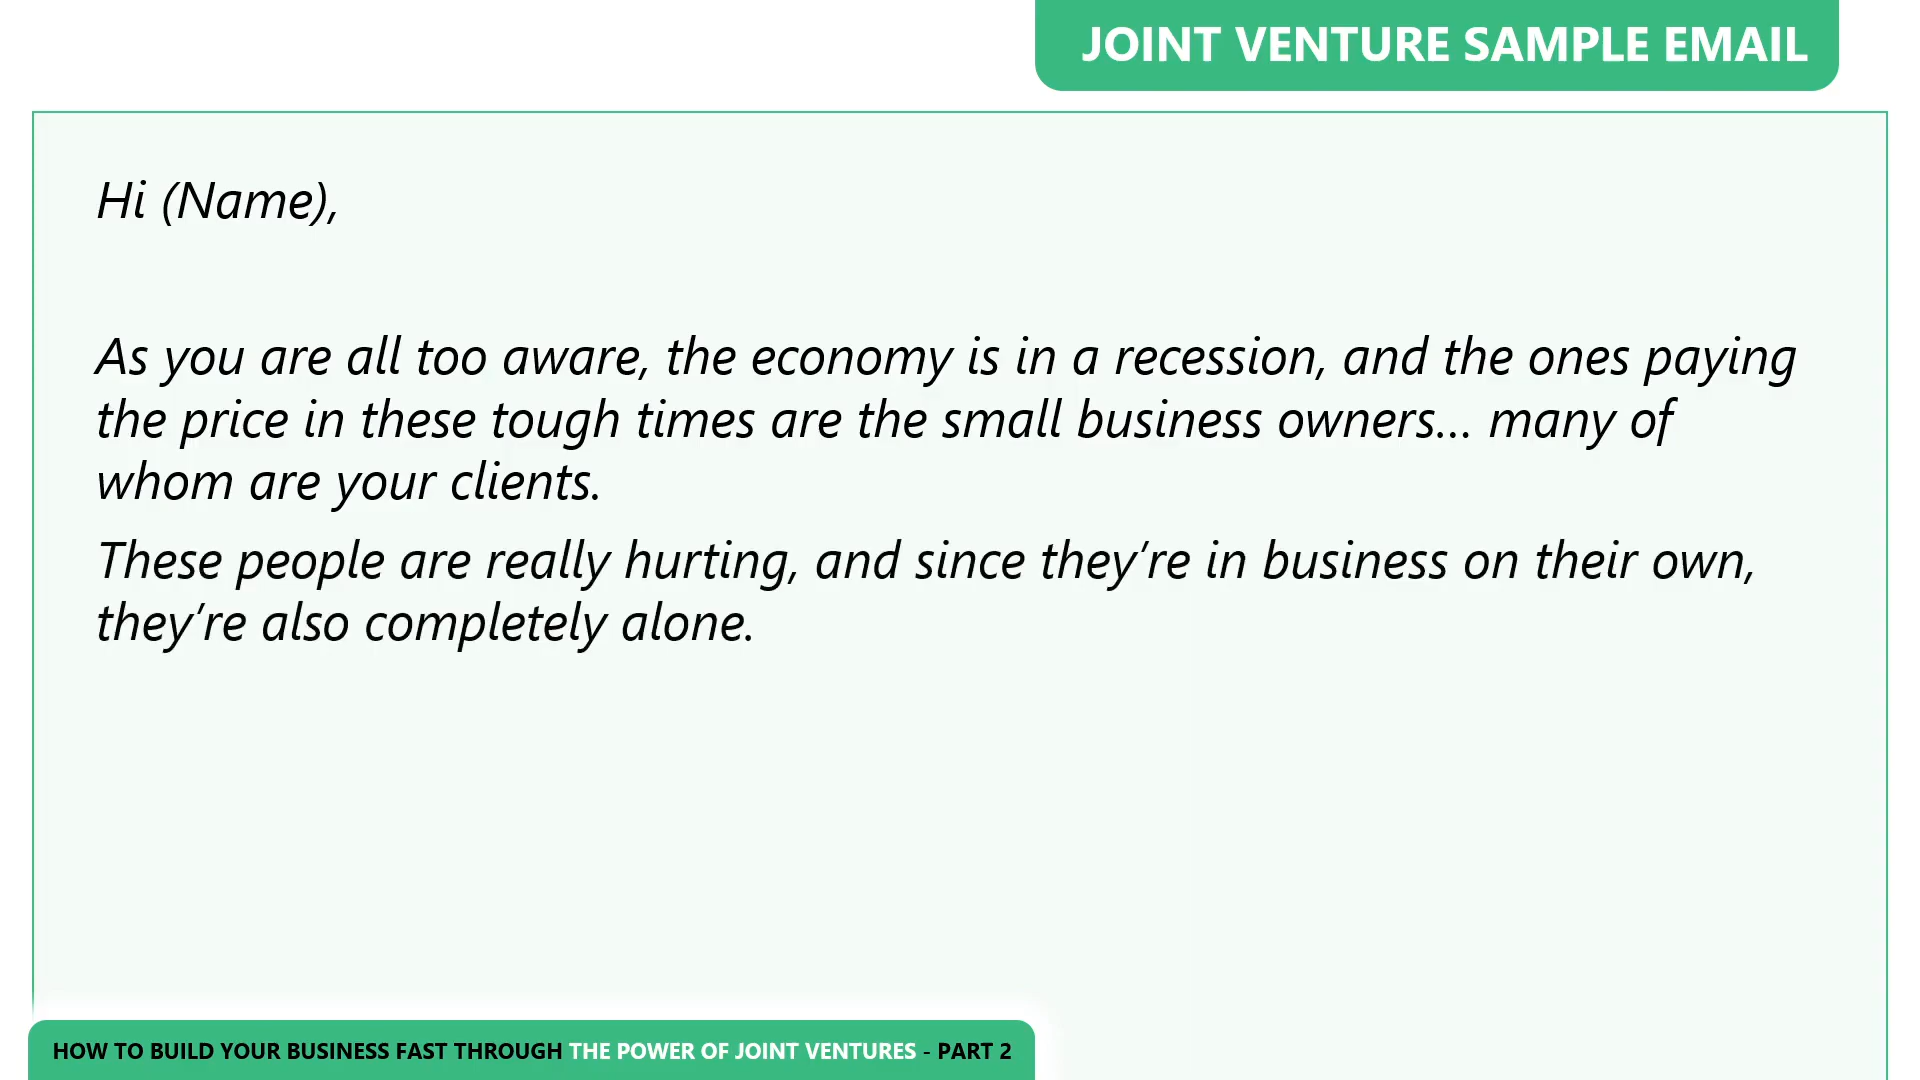 JOINT VENTURE SAMPLE EMAIL
Hi (Name),
As you are all too aware, the economy is in a recession, and the ones paying
the price in these tough times are the small business owners… many of
whom are your clients.
These people are really hurting, and since they’re in business on their own,
they’re also completely alone.
HOW TO BUILD YOUR BUSINESS FAST THROUGH THE POWER OF JOINT VENTURES - PART 2